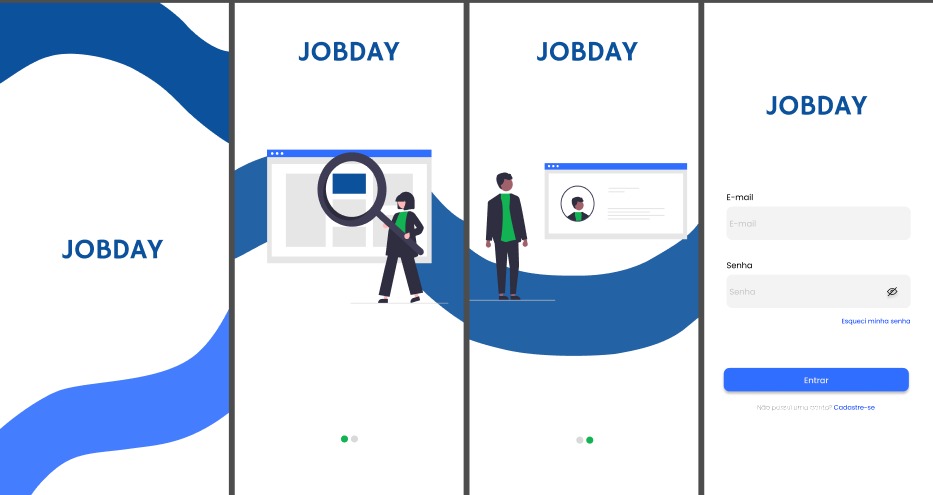 JOBDAY
JOBDAY
JOBDAY
JOBDAY
E-mail
E-mail
Senha
Senha
Esqueci minha senha
Entrar
Não possui uma conta? Cadastre-se